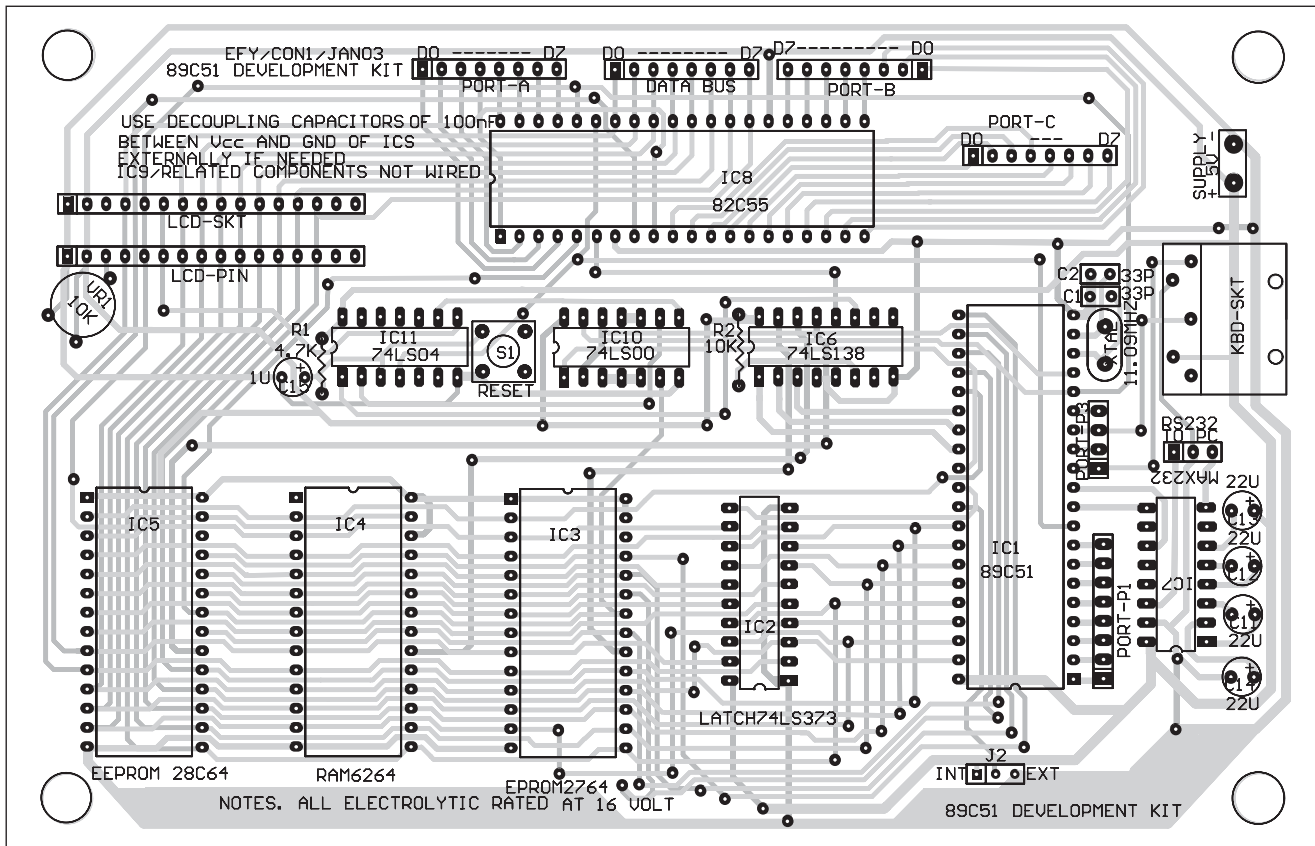 EFY/CON1/JAN03
89C51 DEVELOPMENT KIT
D0 -------- D7
PORT-A
D0 --------- D7
DATA BUS
D7----------- D0
PORT-B
USE DECOUPLING CAPACITORS OF 100nF
BETWEEN Vcc AND GND OF ICS
EXTERNALLY IF NEEDED
IC9/RELATED COMPONENTS NOT WIRED
PORT-C
D0 --- D7
SUPPLY
+ 5V -
IC8
82C55
LCD-SKT
LCD-PIN
VR1
10K
C2 33P
C1 33P
XTAL
11.09MHZ
KBD-SKT
R1
4.7K
1U
+
C15
IC11
74LS04
S1
RESET
IC10
74LS00
R2
10K
IC6
74LS138
PORT-P3
RS232
TO PC
MAX232
IC7
22U
+
C13
22U
+
C12
22U
+
C11
22U
+
C14
22U
IC5
EEPROM 28C64
IC4
RAM6264
IC3
EPROM2764
IC2
LATCH74LS373
IC1
89C51
PORT-P1
J2
INT EXT
NOTES. ALL ELECTROLYTIC RATED AT 16 VOLT
89C51 DEVELOPMENT KIT